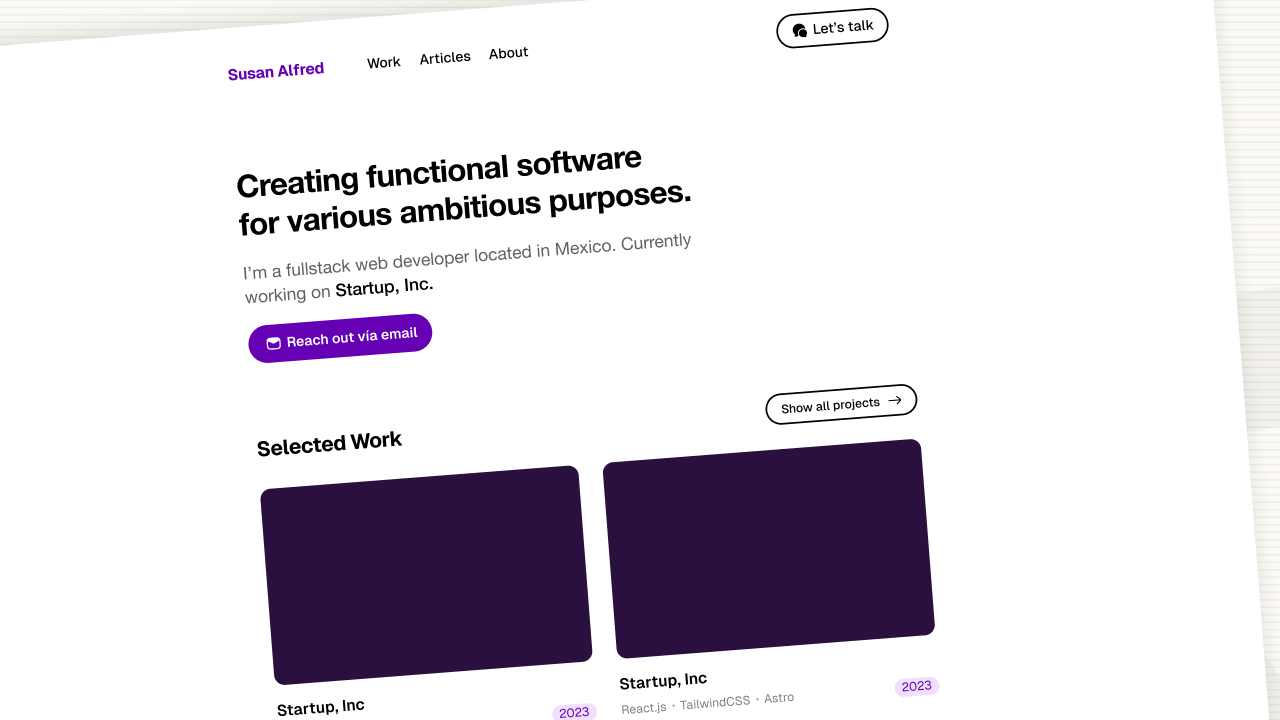 Susan Alfred
Work
Articles
About
Let's talk
Creating functional software
for various ambitious purposes.
I'm a fullstack web developer located in Mexico. Currently
working on Startup, Inc.
Reach out vía email
Selected Work
Show all projects →
Startup, Inc
2023
Startup, Inc
React.js • TailwindCSS • Astro
2023